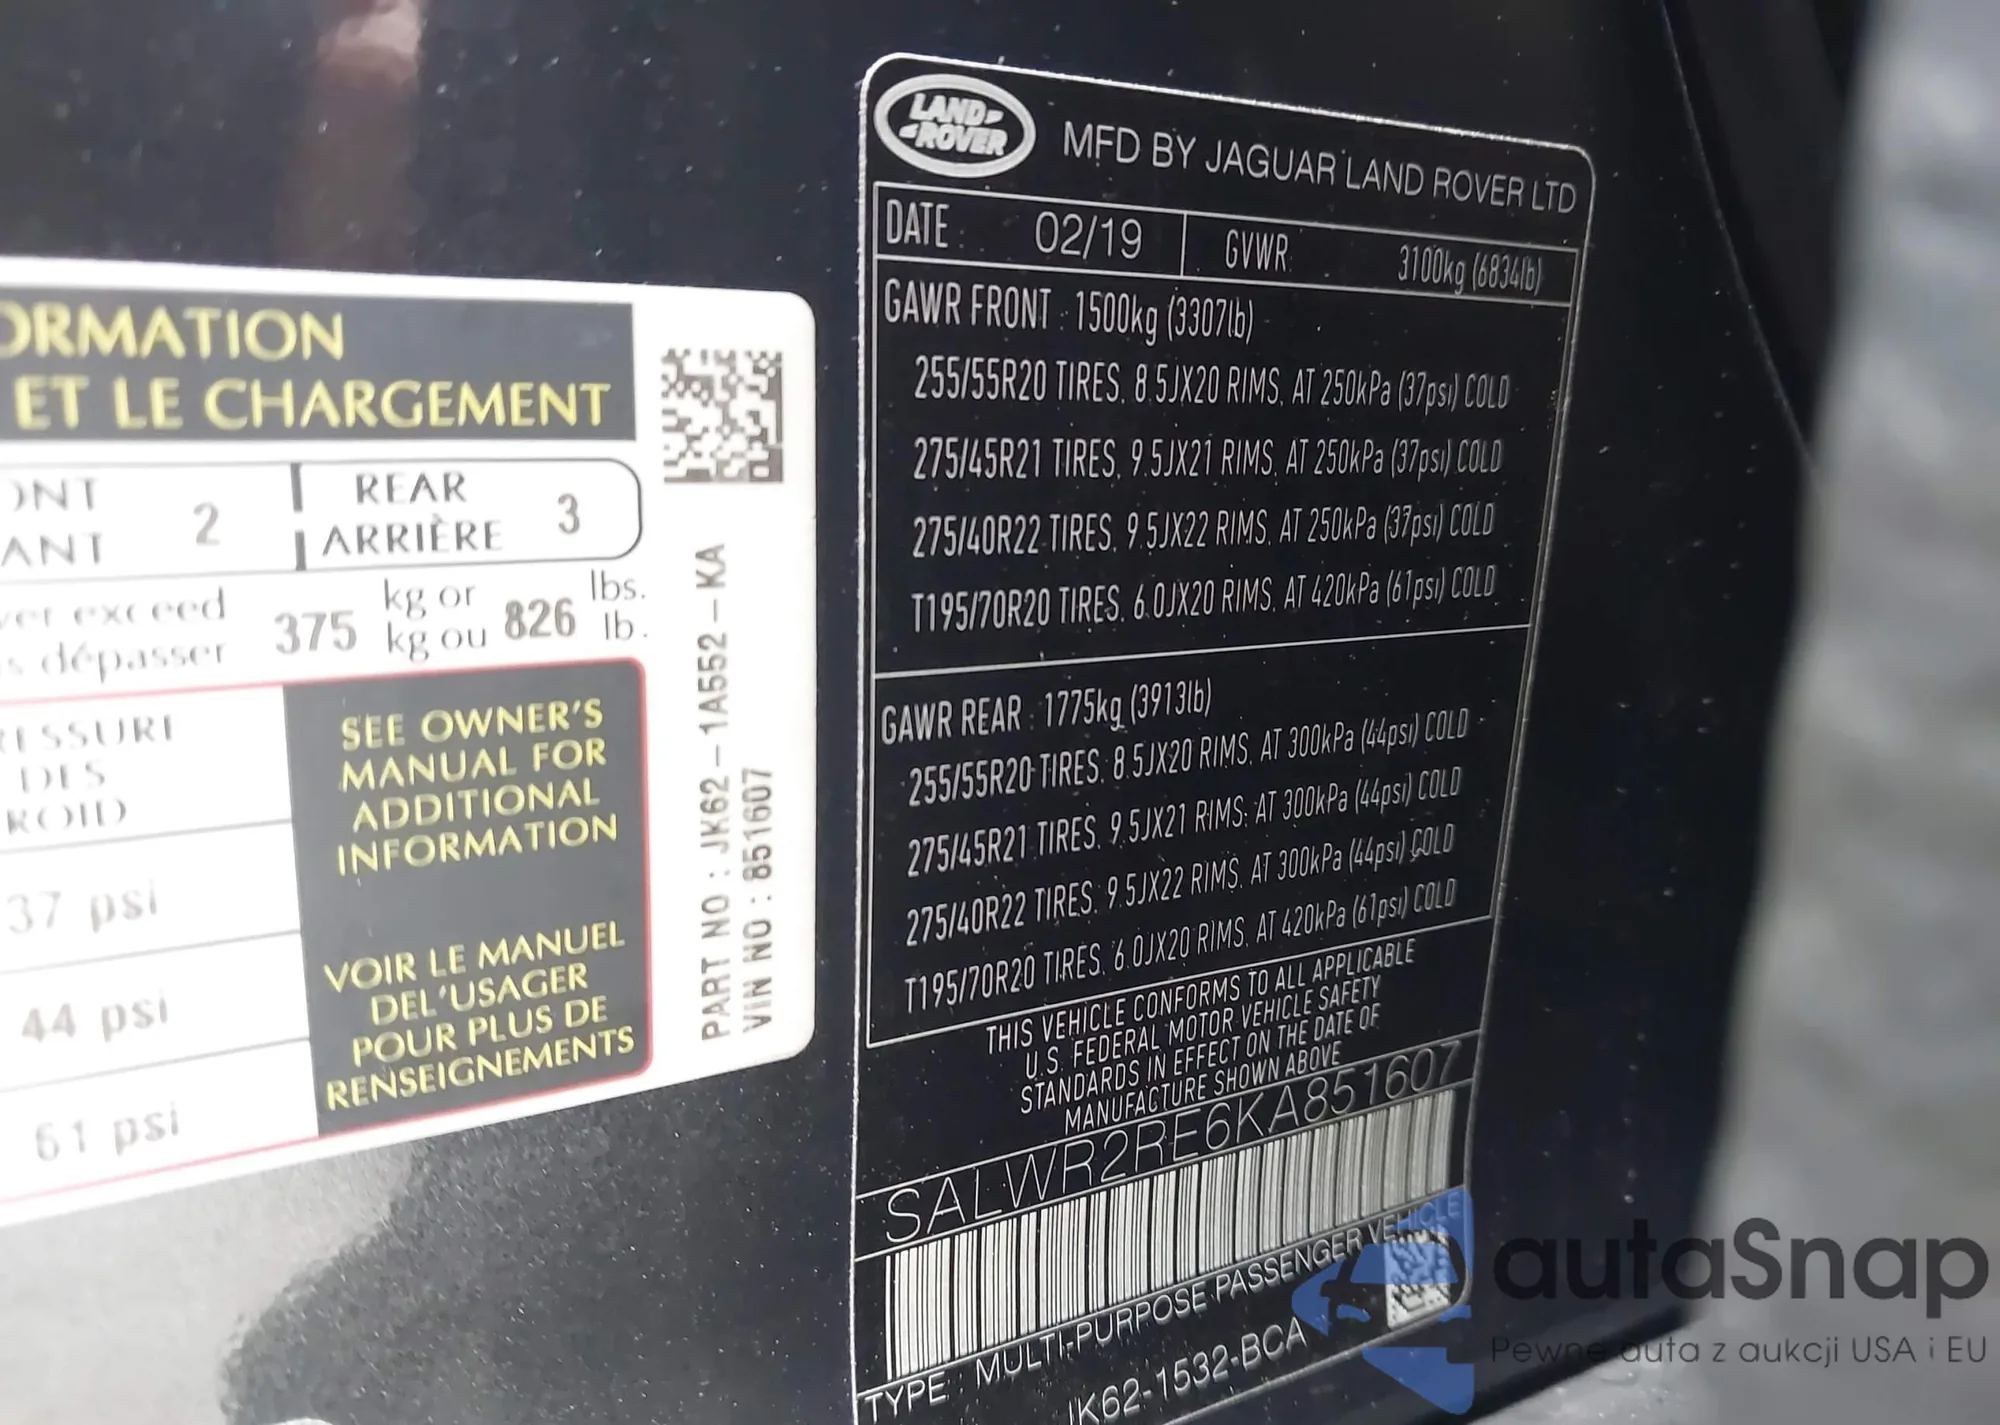 ORMATION
ET LE CHARGEMENT
ONT
ANT
2
REAR
ARRIÈRE
3
ver exceed
s dépasser
375
kg or
kg ou
826
lbs.
lb.
RESSURE
DES
ROID
37 psi
44 psi
61 psi
SEE OWNER'S
MANUAL FOR
ADDITIONAL
INFORMATION
VOIR LE MANUEL
DEL'USAGER
POUR PLUS DE
RENSEIGNEMENTS
PART NO : JK62-1A552-KA
VIN NO : 851607
LAND
ROVER
MFD BY JAGUAR LAND ROVER LTD
DATE : 02/19 GVWR: 3100kg (6834lb)
GAWR FRONT : 1500kg (3307lb)
255/55R20 TIRES, 8.5JX20 RIMS, AT 250kPa (37psi) COLD
275/45R21 TIRES, 9.5JX21 RIMS, AT 250kPa (37psi) COLD
275/40R22 TIRES, 9.5JX22 RIMS, AT 250kPa (37psi) COLD
T195/70R20 TIRES, 6.0JX20 RIMS, AT 420kPa (61psi) COLD
GAWR REAR : 1775kg (3913lb)
255/55R20 TIRES, 8.5JX20 RIMS, AT 300kPa (44psi) COLD
275/45R21 TIRES, 9.5JX21 RIMS, AT 300kPa (44psi) COLD
275/40R22 TIRES, 9.5JX22 RIMS, AT 300kPa (44psi) COLD
T195/70R20 TIRES, 6.0JX20 RIMS, AT 420kPa (61psi) COLD
THIS VEHICLE CONFORMS TO ALL APPLICABLE
U.S. FEDERAL MOTOR VEHICLE SAFETY
STANDARDS IN EFFECT ON THE DATE OF
MANUFACTURE SHOWN ABOVE
SALWR2RE6KA851607
TYPE : MULTI-PURPOSE PASSENGER VEHICLE
JK62-1532-BCA
autaSnap
Pewne auta z aukcji USA i EU